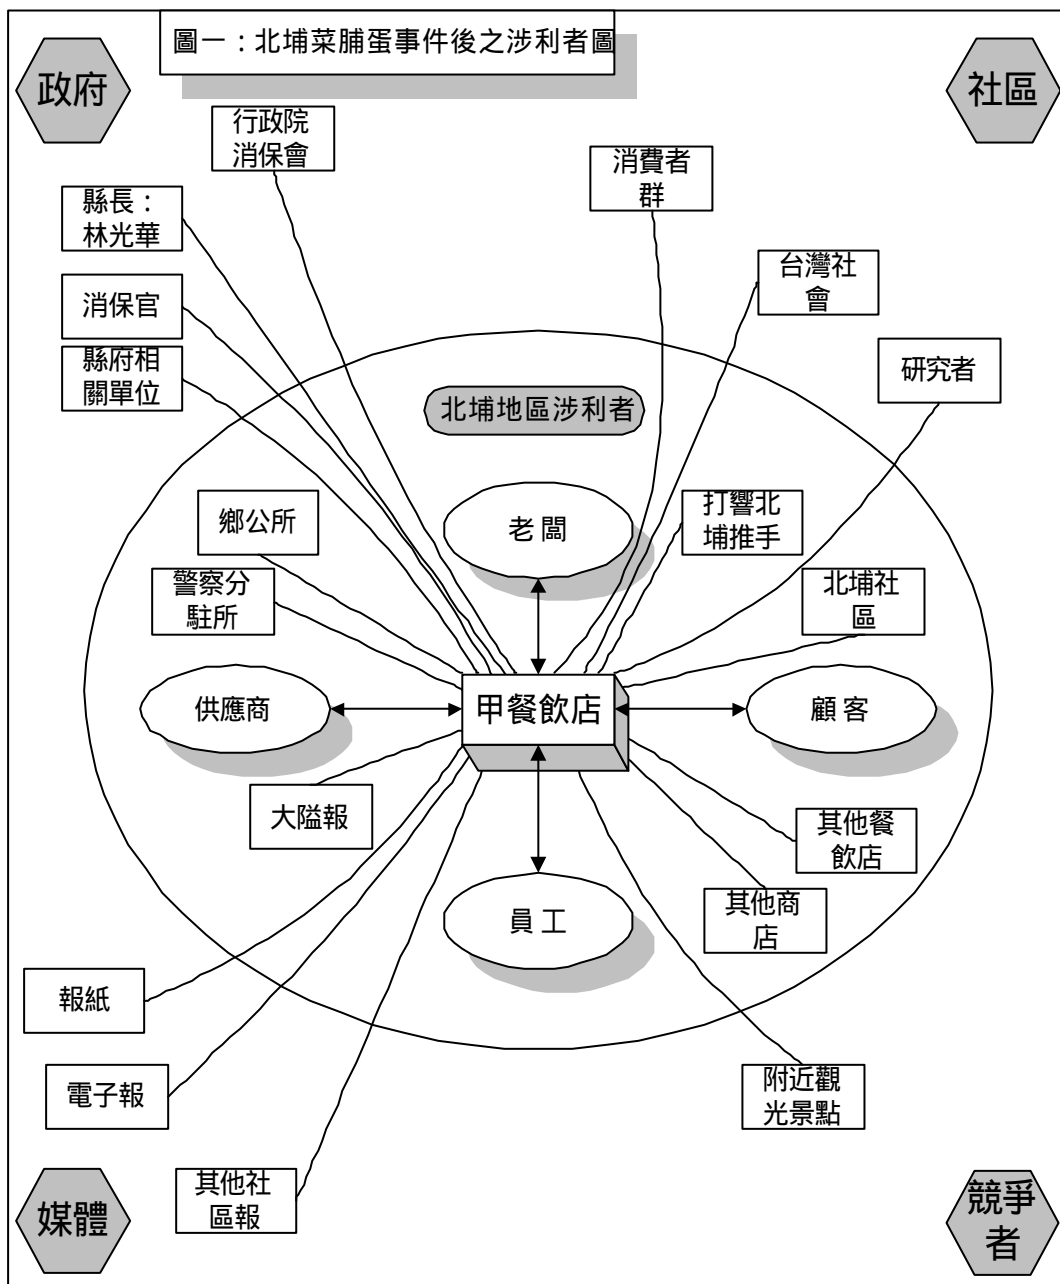 圖一：北埔菜脯蛋事件後之涉利者圖
政府
社區
行政院
消保會
消費者
群
縣長：
林光華
台灣社
會
消保官
縣府相
關單位
研究者
北埔地區涉利者
鄉公所
老闆
打響北
埔推手
警察分
駐所
北埔社
區
供應商
甲餐飲店
顧客
大隘報
其他餐
飲店
員工
其他商
店
報紙
電子報
附近觀
光景點
其他社
區報
媒體
競爭
者